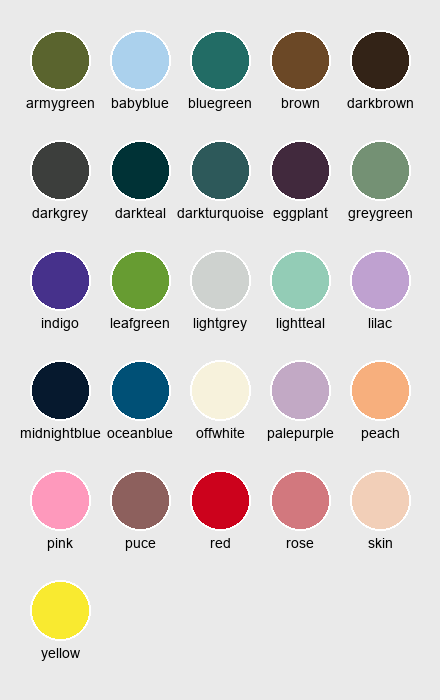 armygreen babyblue bluegreen brown darkbrown
darkgrey darkteal darkturquoise eggplant greygreen
indigo leafgreen lightgrey lightteal lilac
midnightblue oceanblue offwhite palepurple peach
pink puce red rose skin
yellow